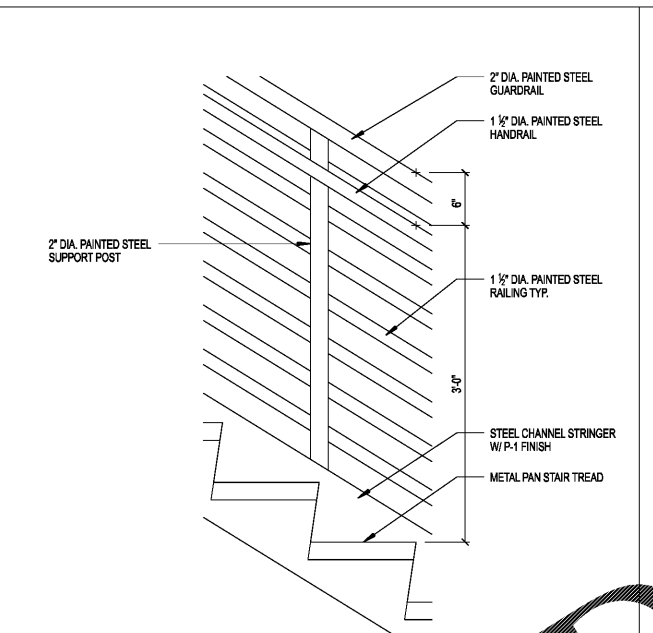 2" DIA. PAINTED STEEL
GUARDRAIL
1 ½" DIA. PAINTED STEEL
HANDRAIL
6"
2" DIA. PAINTED STEEL
SUPPORT POST
1 ½" DIA. PAINTED STEEL
RAILING TYP.
3'-0"
STEEL CHANNEL STRINGER
W/ P-1 FINISH
METAL PAN STAIR TREAD